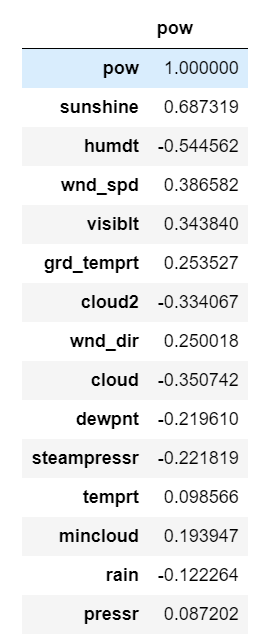 pow
pow 1.000000
sunshine 0.687319
humdt -0.544562
wnd_spd 0.386582
visiblt 0.343840
grd_temprt 0.253527
cloud2 -0.334067
wnd_dir 0.250018
cloud -0.350742
dewpnt -0.219610
steampressr -0.221819
temprt 0.098566
mincloud 0.193947
rain -0.122264
pressr 0.087202